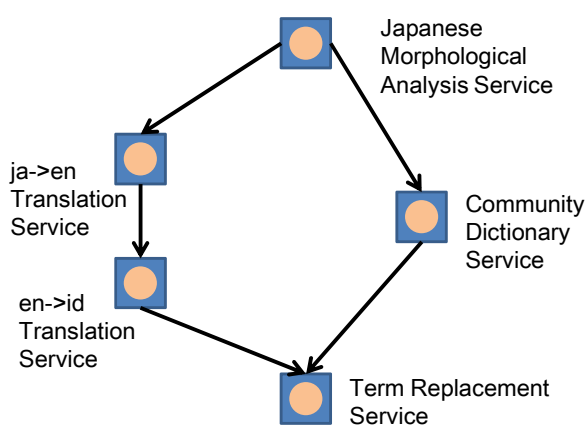 Japanese
Morphological
Analysis Service
ja->en
Translation
Service
Community
Dictionary
Service
en->id
Translation
Service
Term Replacement
Service